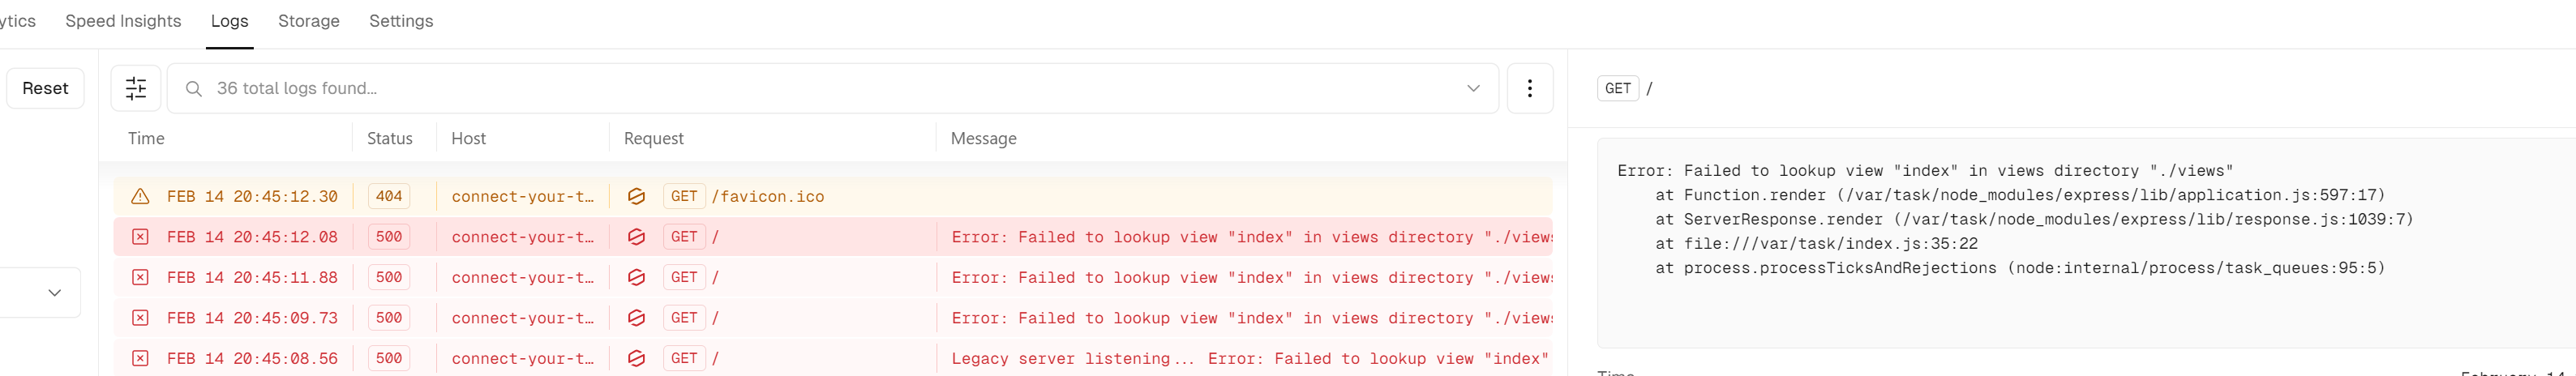 ytics Speed Insights Logs Storage Settings
Reset
36 total logs found...
Time Status Host Request Message
FEB 14 20:45:12.30 404 connect-your-t... GET /favicon.ico
FEB 14 20:45:12.08 500 connect-your-t... GET / Error: Failed to lookup view "index" in views directory "./views
FEB 14 20:45:11.88 500 connect-your-t... GET / Error: Failed to lookup view "index" in views directory "./views
FEB 14 20:45:09.73 500 connect-your-t... GET / Error: Failed to lookup view "index" in views directory "./views
FEB 14 20:45:08.56 500 connect-your-t... GET / Legacy server listening... Error: Failed to lookup view "index"
GET /
Error: Failed to lookup view "index" in views directory "./views"
at Function.render (/var/task/node_modules/express/lib/application.js:597:17)
at ServerResponse.render (/var/task/node_modules/express/lib/response.js:1039:7)
at file:///var/task/index.js:35:22
at process.processTicksAndRejections (node:internal/process/task_queues:95:5)